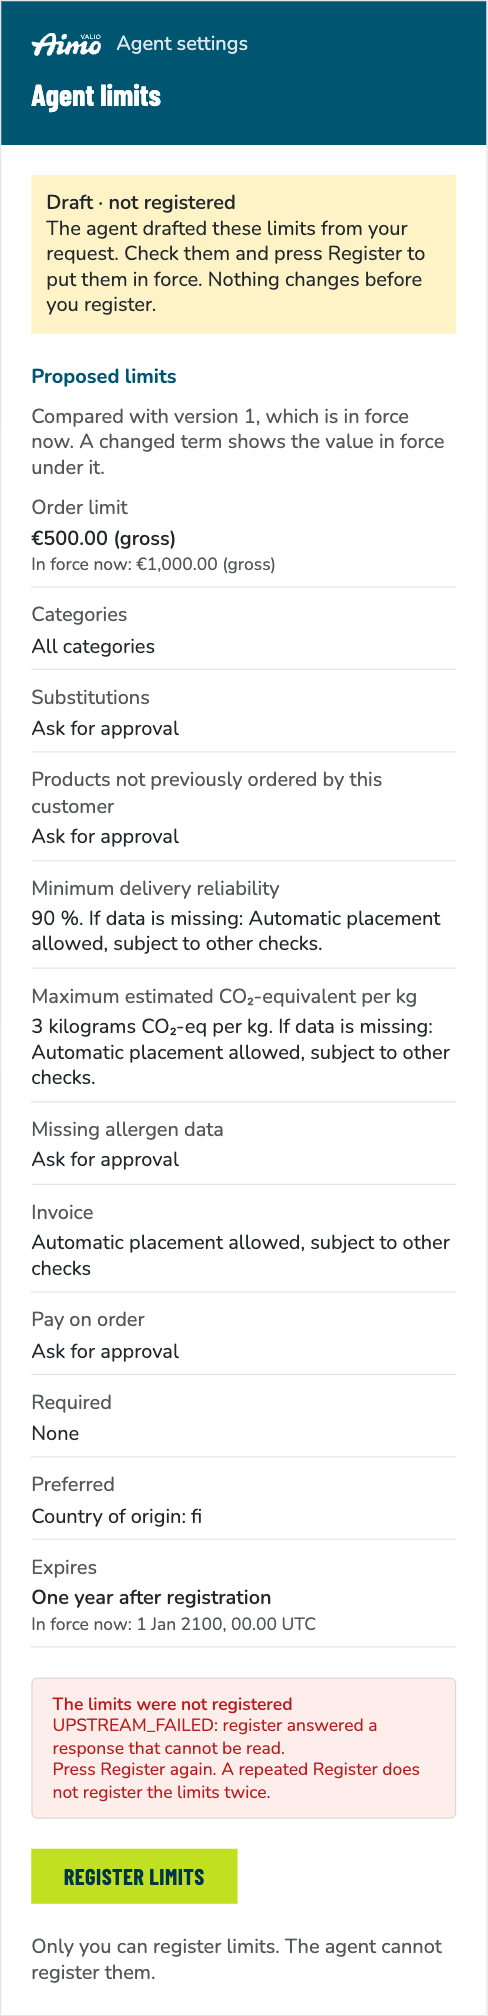 Aimo VALIO Agent settings
Agent limits
Draft · not registered
The agent drafted these limits from your
request. Check them and press Register to
put them in force. Nothing changes before
you register.
Proposed limits
Compared with version 1, which is in force
now. A changed term shows the value in force
under it.
Order limit
€500.00 (gross)
In force now: €1,000.00 (gross)
Categories
All categories
Substitutions
Ask for approval
Products not previously ordered by this
customer
Ask for approval
Minimum delivery reliability
90 %. If data is missing: Automatic placement
allowed, subject to other checks.
Maximum estimated CO₂-equivalent per kg
3 kilograms CO₂-eq per kg. If data is missing:
Automatic placement allowed, subject to other
checks.
Missing allergen data
Ask for approval
Invoice
Automatic placement allowed, subject to other
checks
Pay on order
Ask for approval
Required
None
Preferred
Country of origin: fi
Expires
One year after registration
In force now: 1 Jan 2100, 00.00 UTC
The limits were not registered
UPSTREAM_FAILED: register answered a
response that cannot be read.
Press Register again. A repeated Register does
not register the limits twice.
REGISTER LIMITS
Only you can register limits. The agent cannot
register them.